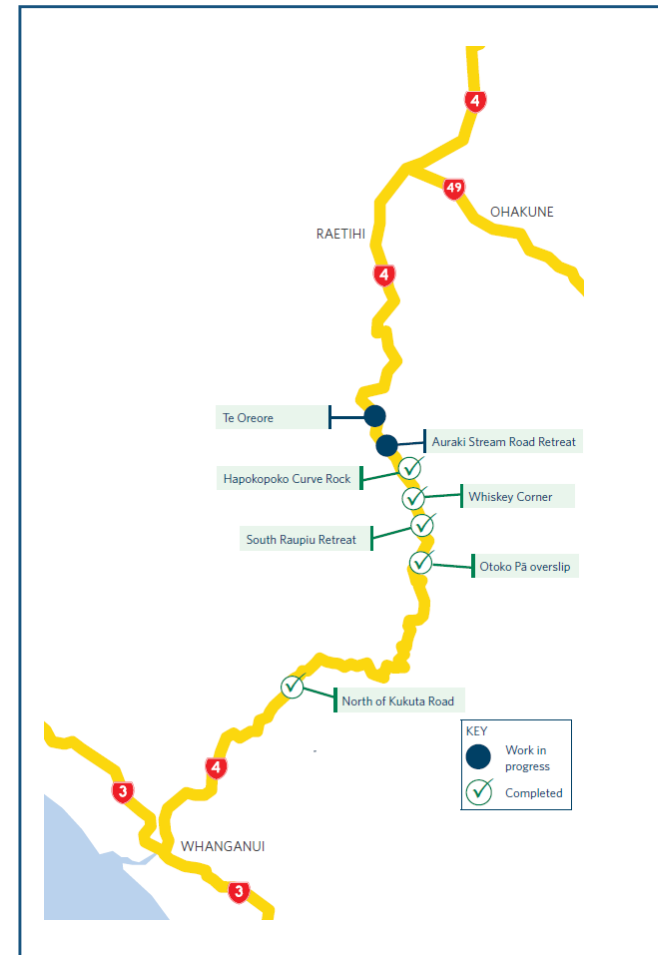 4
49
OHAKUNE
RAETIHI
4
Te Oreore
Auraki Stream Road Retreat
Hapokopoko Curve Rock
Whiskey Corner
South Raupiu Retreat
Otoko Pā overslip
North of Kukuta Road
KEY
Work in
progress
Completed
4
3
WHANGANUI
3